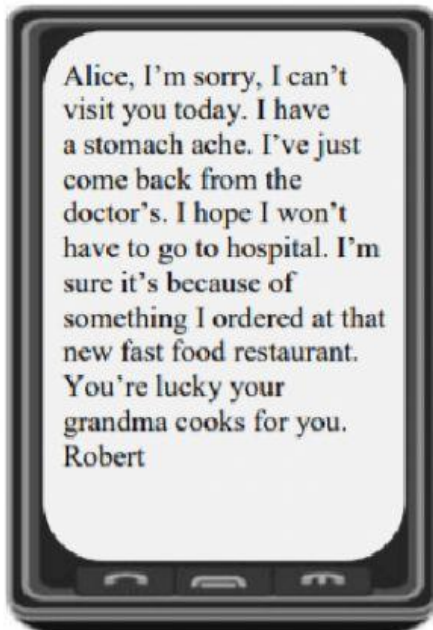 Alice, I'm sorry, I can't
visit you today. I have
a stomach ache. I've just
come back from the
doctor's. I hope I won't
have to go to hospital. I'm
sure it's because of
something I ordered at that
new fast food restaurant.
You're lucky your
grandma cooks for you.
Robert